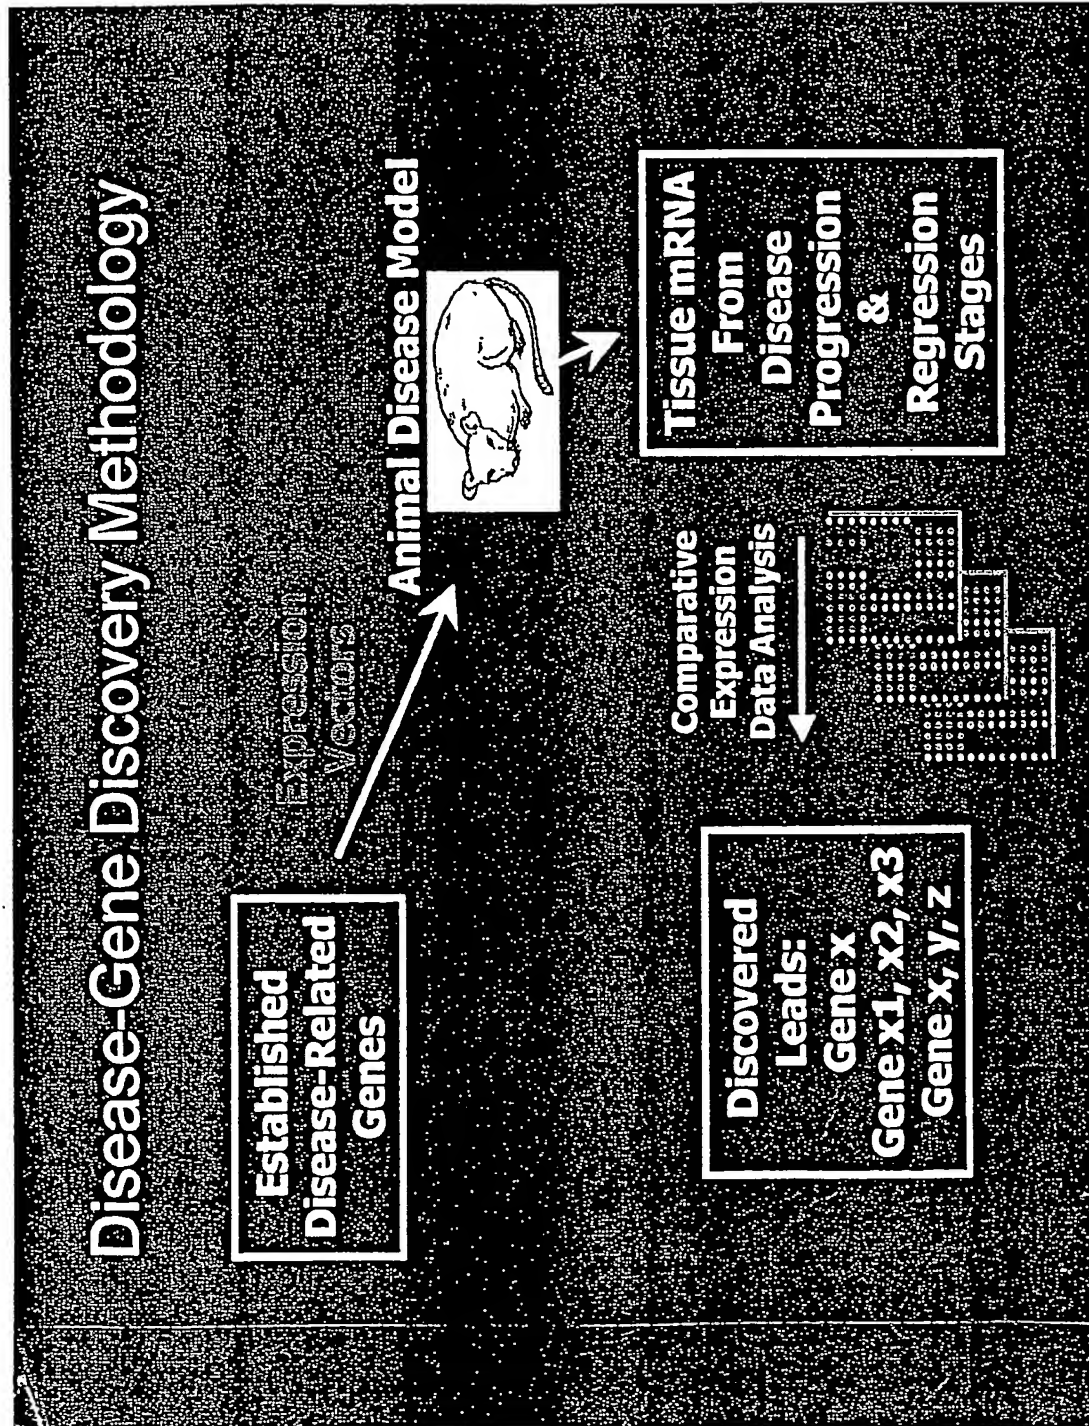 Disease-Gene Discovery Methodology
Established
Disease-Related
Genes
Expression
Vectors
Animal Disease Model
Tissue mRNA
From
Disease
Progression
&
Regression
Stages
Comparative
Expression
Data Analysis
Discovered
Leads:
Gene x
Gene x1, x2, x3
Gene x, y, z